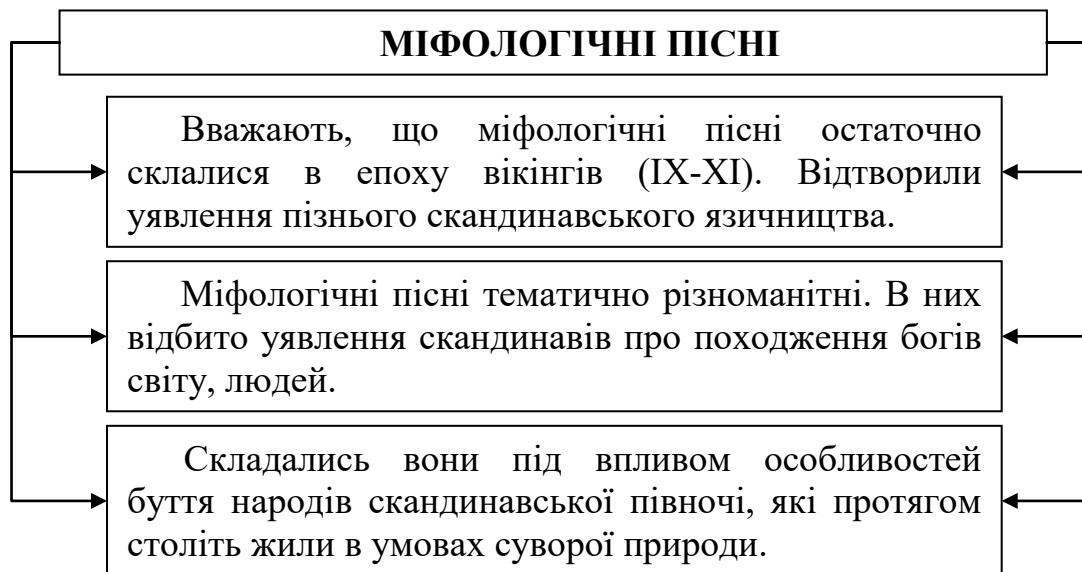 МІФОЛОГІЧНІ ПІСНІ
Вважають, що міфологічні пісні остаточно
склалися в епоху вікінгів (ІХ-ХІ). Відтворили
уявлення пізнього скандинавського язичництва.
Міфологічні пісні тематично різноманітні. В них
відбито уявлення скандинавів про походження богів
світу, людей.
Складались вони під впливом особливостей
буття народів скандинавської півночі, які протягом
століть жили в умовах суворої природи.